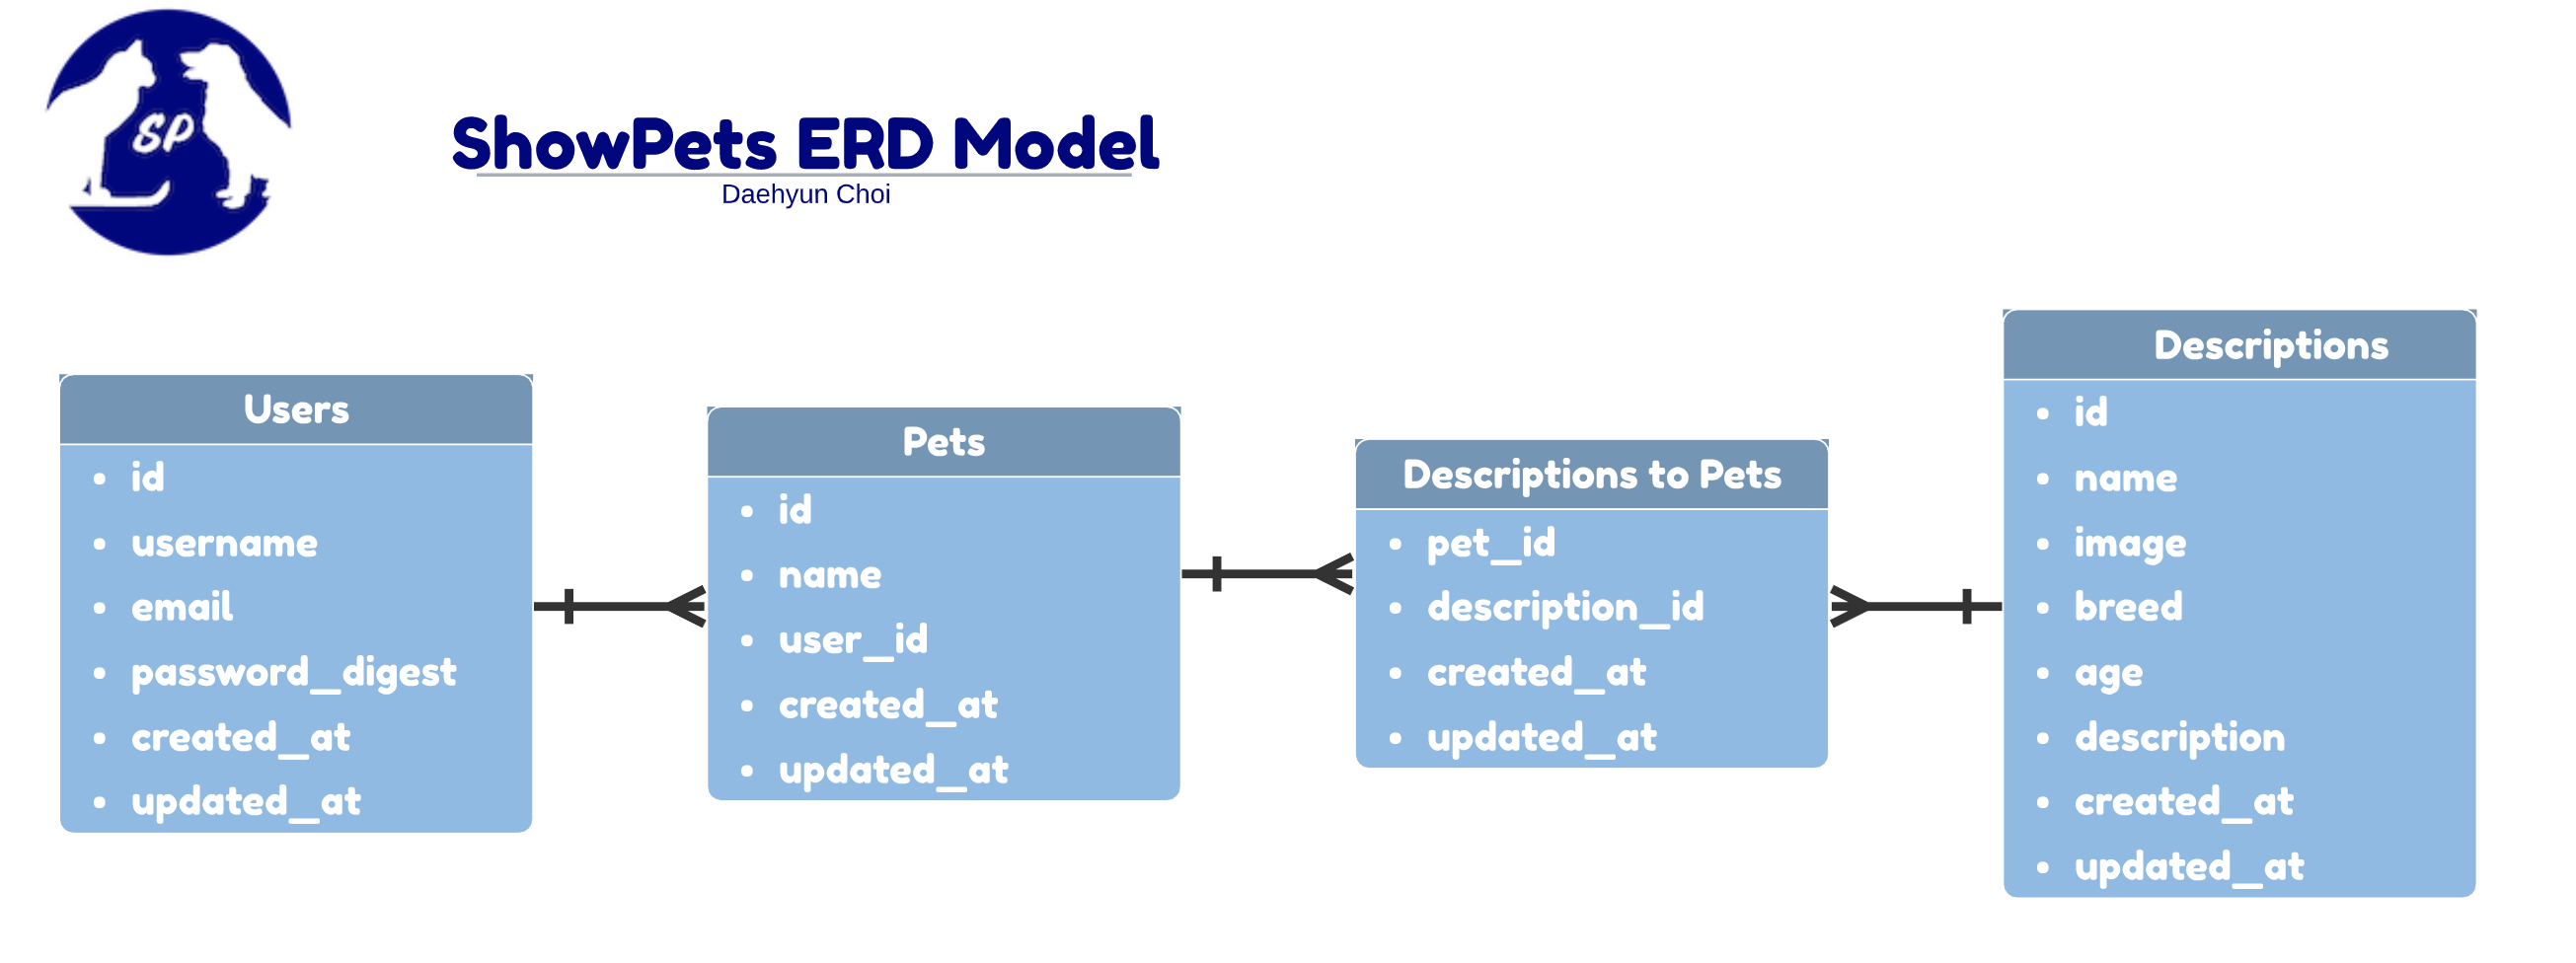 SP
ShowPets ERD Model
Daehyun Choi
Users
id
username
email
password_digest
created_at
updated_at
Pets
id
name
user_id
created_at
updated_at
Descriptions to Pets
pet_id
description_id
created_at
updated_at
Descriptions
id
name
image
breed
age
description
created_at
updated_at